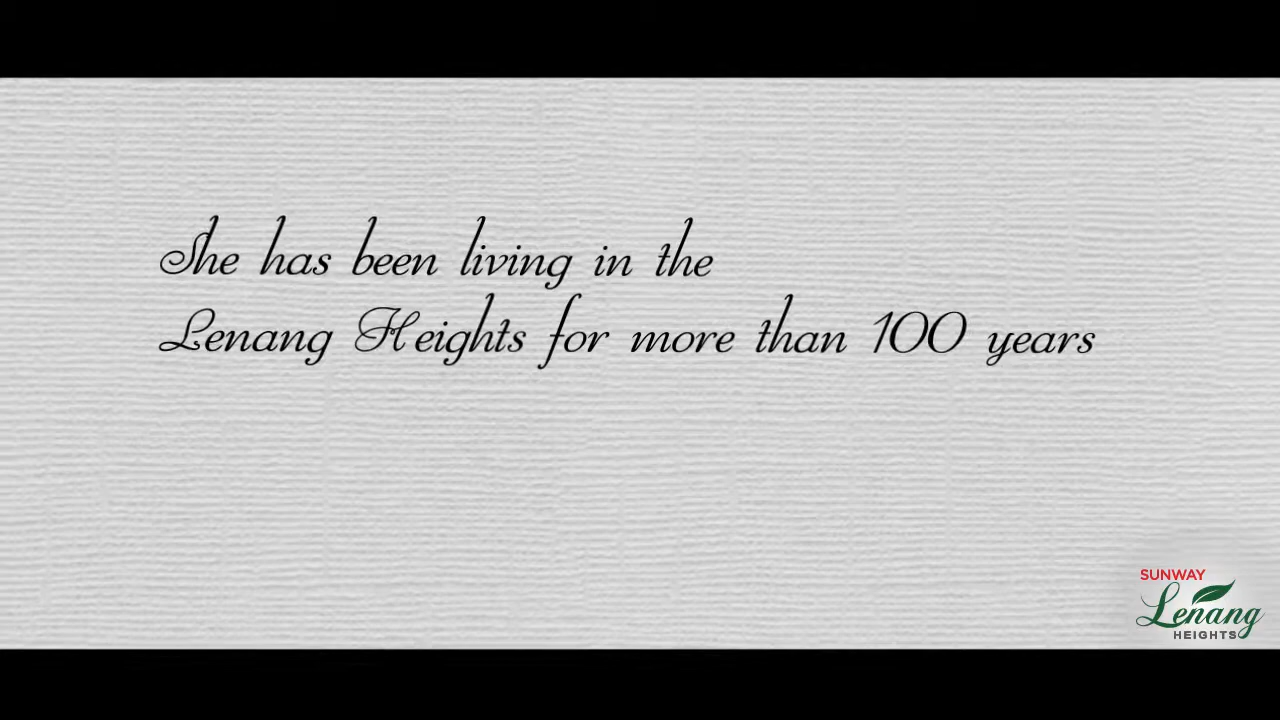 She has been living in the
Lenang Heights for more than 100 years
SUNWAY
Lenang
HEIGHTS